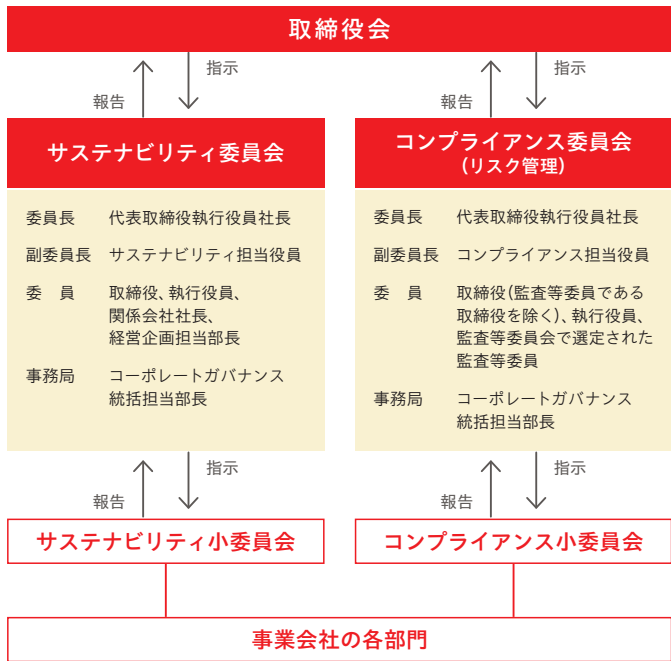 取締役会
報告 指示
報告 指示
サステナビリティ委員会
委員長 代表取締役執行役員社長
副委員長 サステナビリティ担当役員
委　員 取締役、執行役員、
関係会社社長、
経営企画担当部長
事務局 コーポレートガバナンス
統括担当部長
コンプライアンス委員会
(リスク管理)
委員長 代表取締役執行役員社長
副委員長 コンプライアンス担当役員
委　員 取締役(監査等委員である
取締役を除く)、執行役員、
監査等委員会で選定された
監査等委員
事務局 コーポレートガバナンス
統括担当部長
報告 指示
報告 指示
サステナビリティ小委員会
コンプライアンス小委員会
事業会社の各部門